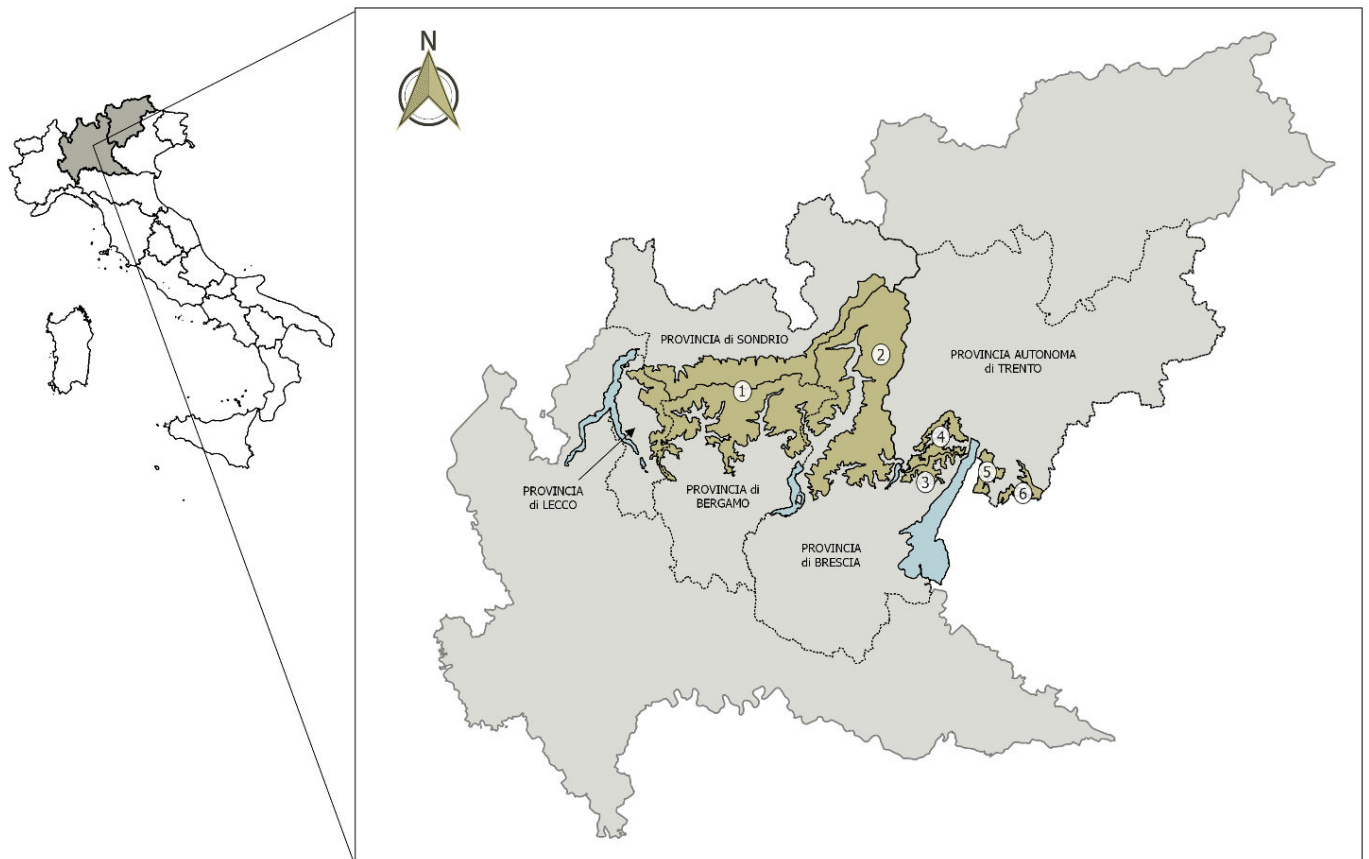 N
PROVINCIA di SONDRIO
2
PROVINCIA AUTONOMA
di TRENTO
1
4
5
3
6
PROVINCIA
di LECCO
PROVINCIA di
BERGAMO
PROVINCIA
di BRESCIA